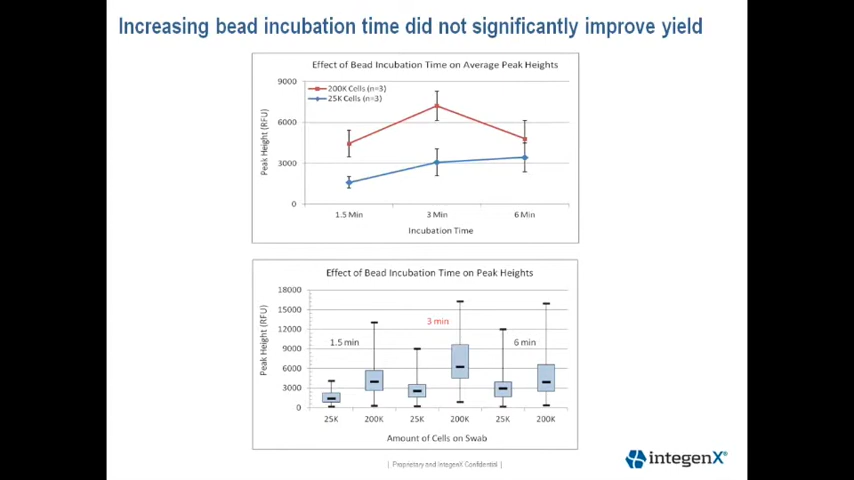 Increasing bead incubation time did not significantly improve yield
Effect of Bead Incubation Time on Average Peak Heights
9000
200K Cells (n=3)
25K Cells (n=3)
6000
Peak Height (RFU)
3000
0
1.5 Min 3 Min 6 Min
Incubation Time
Effect of Bead Incubation Time on Peak Heights
18000
15000
3 min
12000
1.5 min 6 min
Peak Height (RFU)
9000
6000
3000
0
25K 200K 25K 200K 25K 200K
Amount of Cells on Swab
| Proprietary and IntegenX Confidential |
integenX®